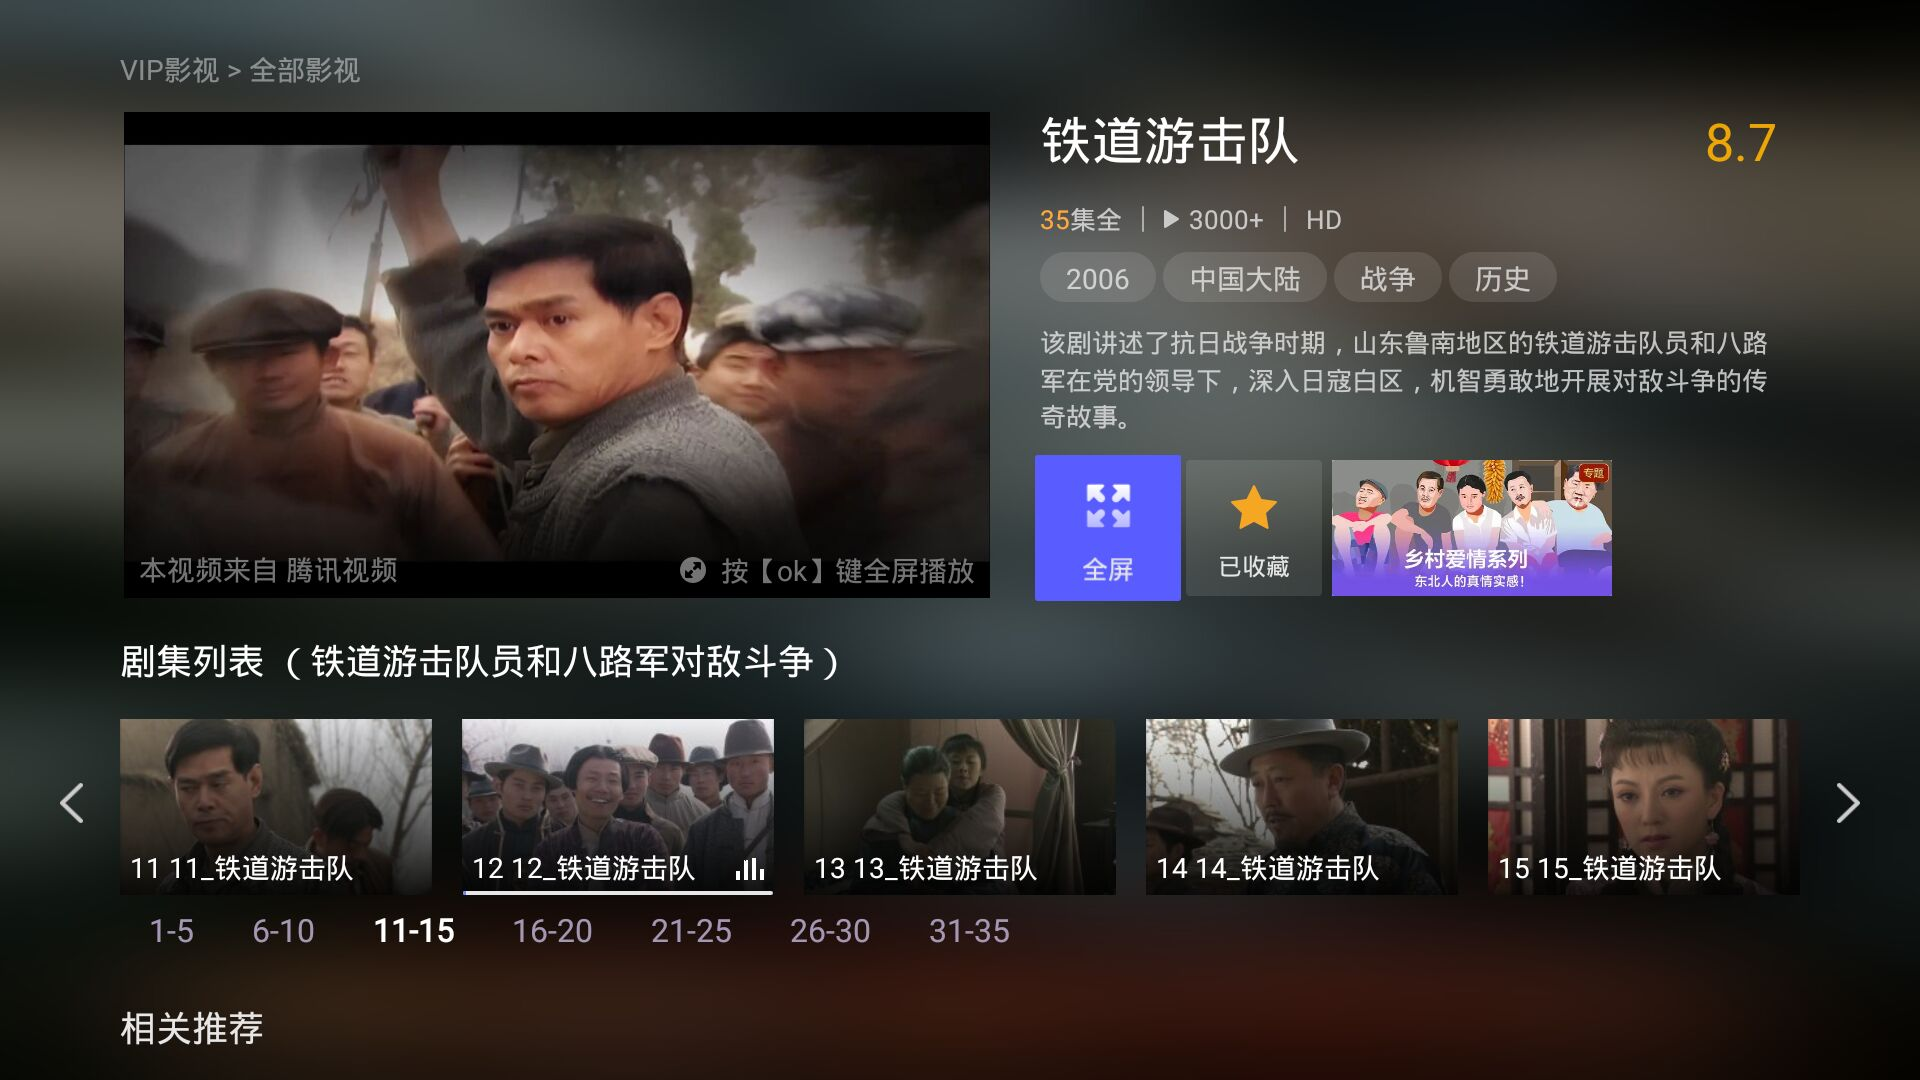 VIP影视 > 全部影视
铁道游击队
8.7
35集全 | 3000+ | HD
2006 中国大陆 战争 历史
该剧讲述了抗日战争时期，山东鲁南地区的铁道游击队员和八路
军在党的领导下，深入日寇白区，机智勇敢地开展对敌斗争的传
奇故事。
本视频来自 腾讯视频
按【ok】键全屏播放
全屏
已收藏
专题
乡村爱情系列
东北人的真情实感!
剧集列表 （铁道游击队员和八路军对敌斗争）
11 11_铁道游击队
12 12_铁道游击队
13 13_铁道游击队
14 14_铁道游击队
15 15_铁道游击队
1-5 6-10 11-15 16-20 21-25 26-30 31-35
相关推荐